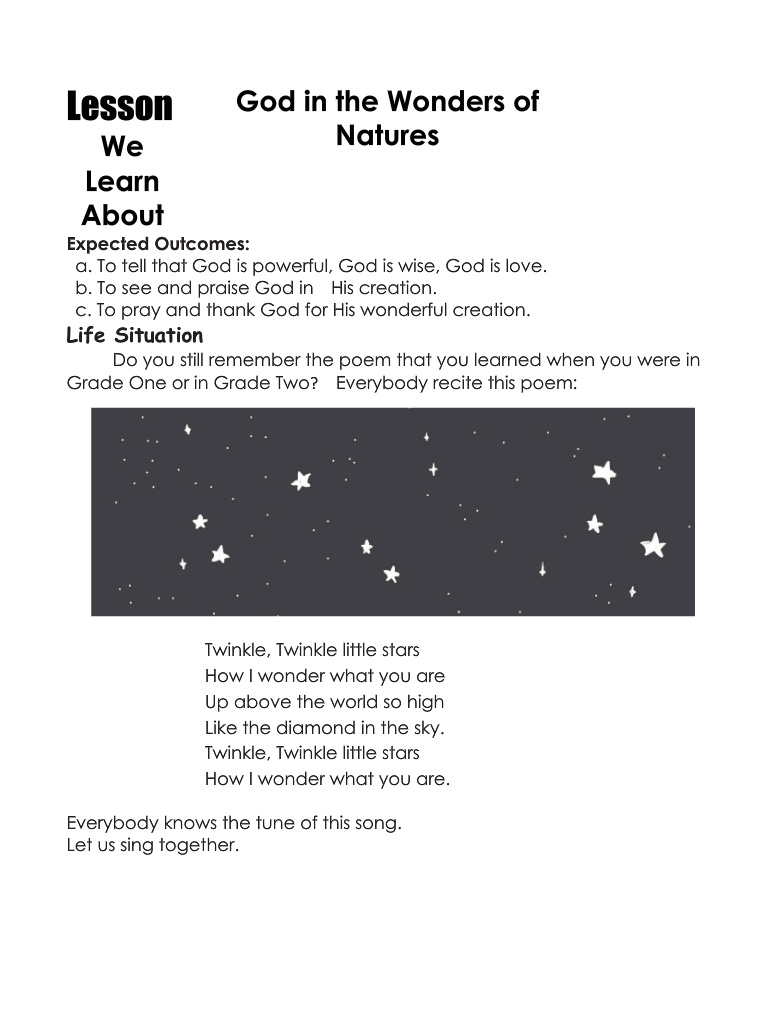 Lesson
We
Learn
About
God in the Wonders of
Natures
Expected Outcomes:
a. To tell that God is powerful, God is wise, God is love.
b. To see and praise God in His creation.
c. To pray and thank God for His wonderful creation.
Life Situation
Do you still remember the poem that you learned when you were in
Grade One or in Grade Two? Everybody recite this poem:
Twinkle, Twinkle little stars
How I wonder what you are
Up above the world so high
Like the diamond in the sky.
Twinkle, Twinkle little stars
How I wonder what you are.
Everybody knows the tune of this song.
Let us sing together.